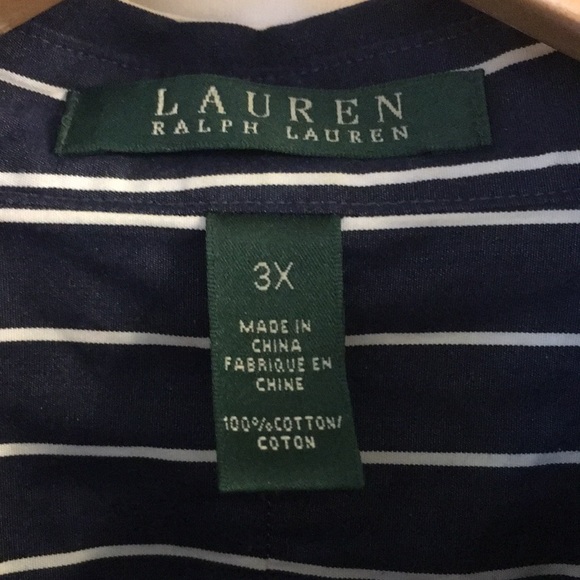 LAUREN
RALPH LAUREN
3X
MADE IN
CHINA
FABRIQUE EN
CHINE
100%COTTON/
COTON